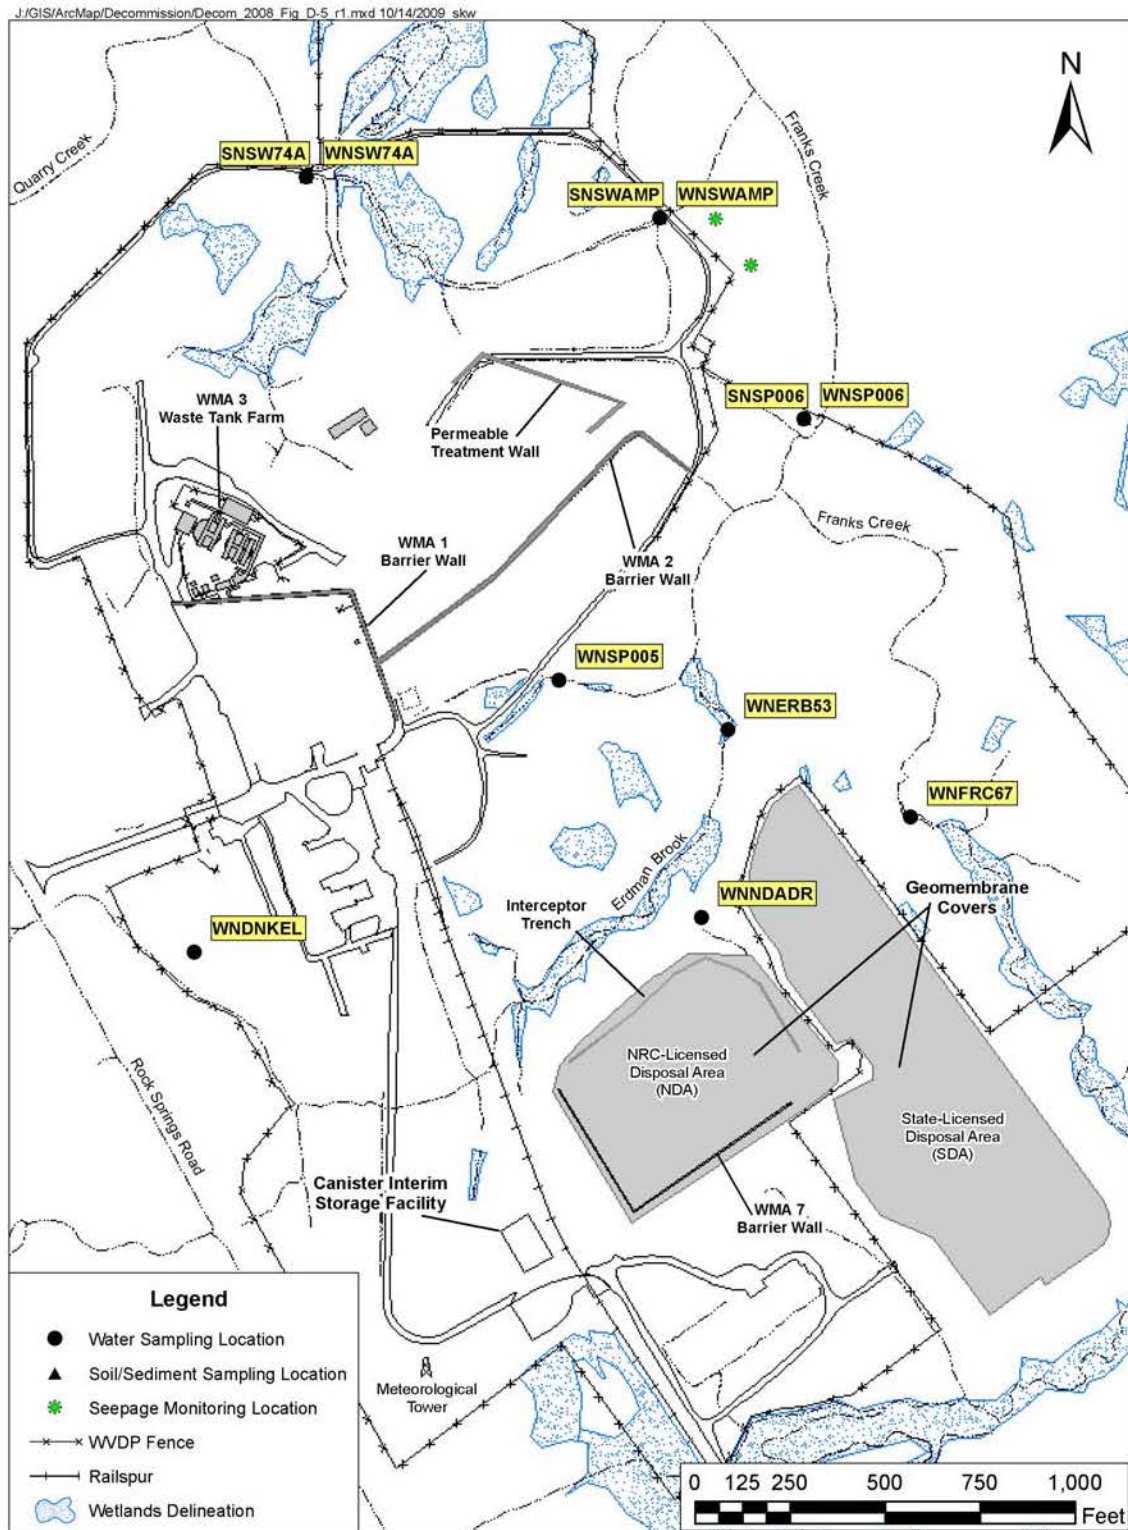 J:/GIS/ArcMap/Decommission/Decom_2008_Fig_D-5_r1.mxd 10/14/2009 skw
N
Quarry Creek
Franks Creek
SNSW74A
WNSW74A
SNSWAMP
WNSWAMP
WMA 3
Waste Tank Farm
Permeable
Treatment Wall
SNSP006
WNSP006
Franks Creek
WMA 1
Barrier Wall
WMA 2
Barrier Wall
WNSP005
WNERB53
WNFRC67
Erdman Brook
Interceptor
Trench
WNNDADR
Geomembrane
Covers
WNDNKEL
Rock Springs Road
NRC-Licensed
Disposal Area
(NDA)
State-Licensed
Disposal Area
(SDA)
Canister Interim
Storage Facility
WMA 7
Barrier Wall
Meteorological
Tower
Legend
Water Sampling Location
Soil/Sediment Sampling Location
Seepage Monitoring Location
WVDP Fence
Railspur
Wetlands Delineation
0 125 250 500 750 1,000
Feet